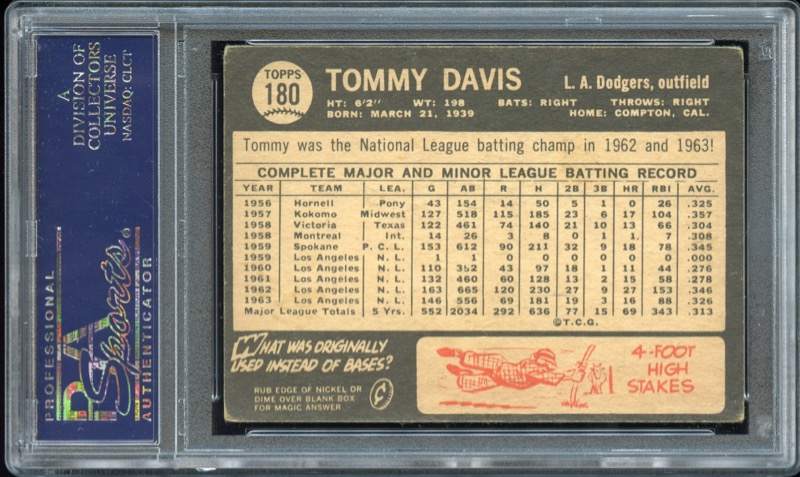 A
DIVISION OF
COLLECTORS
UNIVERSE
NASDAQ: CLCT
PROFESSIONAL
PSA
Sports
AUTHENTICATOR
TOPPS
180
TOMMY DAVIS
L. A. Dodgers, outfield
HT: 6'2" WT: 198 BATS: RIGHT THROWS: RIGHT
BORN: MARCH 21, 1939 HOME: COMPTON, CAL.
Tommy was the National League batting champ in 1962 and 1963!
COMPLETE MAJOR AND MINOR LEAGUE BATTING RECORD
YEAR TEAM LEA. G AB R H 2B 3B HR RBI AVG.
1956 Hornell Pony 43 154 14 50 5 1 0 26 .325
1957 Kokomo Midwest 127 518 115 185 23 6 17 104 .357
1958 Victoria Texas 122 461 74 140 21 10 13 66 .304
1958 Montreal Int. 14 26 3 8 0 1 1 7 .308
1959 Spokane P. C. L. 153 612 90 211 32 9 18 78 .345
1959 Los Angeles N. L. 1 1 0 0 0 0 0 0 .000
1960 Los Angeles N. L. 110 352 43 97 18 1 11 44 .276
1961 Los Angeles N. L. 132 460 60 128 13 2 15 58 .278
1962 Los Angeles N. L. 163 665 120 230 27 9 27 153 .346
1963 Los Angeles N. L. 146 556 69 181 19 3 16 88 .326
Major League Totals 5 Yrs. 552 2034 292 636 77 15 69 343 .313
©T.C.G.
WHAT WAS ORIGINALLY
USED INSTEAD OF BASES?
RUB EDGE OF NICKEL OR
DIME OVER BLANK BOX
FOR MAGIC ANSWER
4-FOOT
HIGH
STAKES